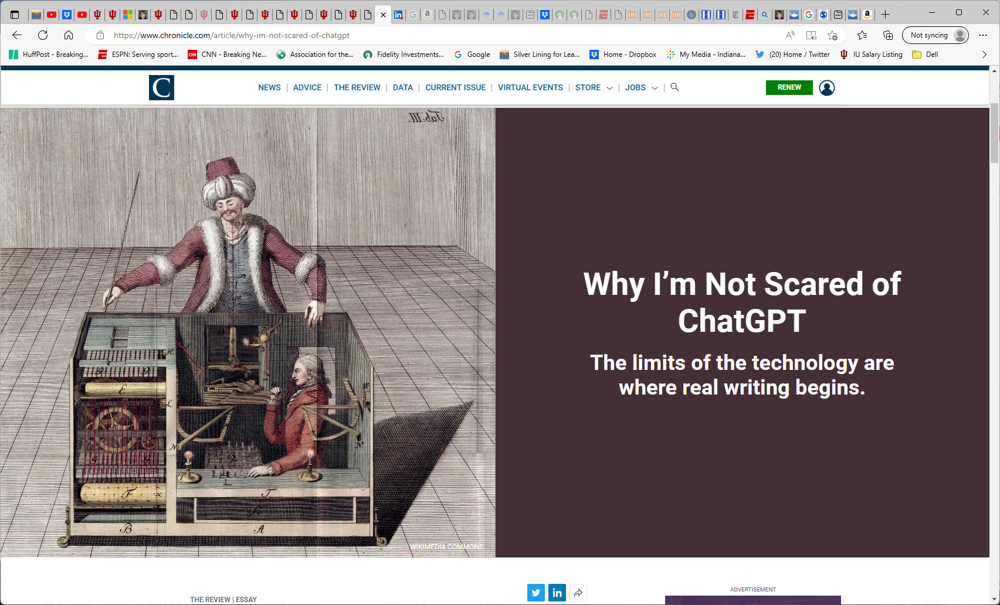 https://www.chronicle.com/article/why-im-not-scared-of-chatgpt
Not syncing
HuffPost - Breaking... ESPN: Serving sport... CNN - Breaking Ne... Association for the... Fidelity Investments... Google Silver Lining for Lea... Home - Dropbox My Media - Indiana... (20) Home / Twitter IU Salary Listing Dell
C NEWS | ADVICE | THE REVIEW | DATA | CURRENT ISSUE | VIRTUAL EVENTS | STORE | JOBS | RENEW
Tab. III.
Why I’m Not Scared of
ChatGPT
The limits of the technology are
where real writing begins.
E
F
B
A
WIKIMEDIA COMMONS
ADVERTISEMENT
THE REVIEW | ESSAY